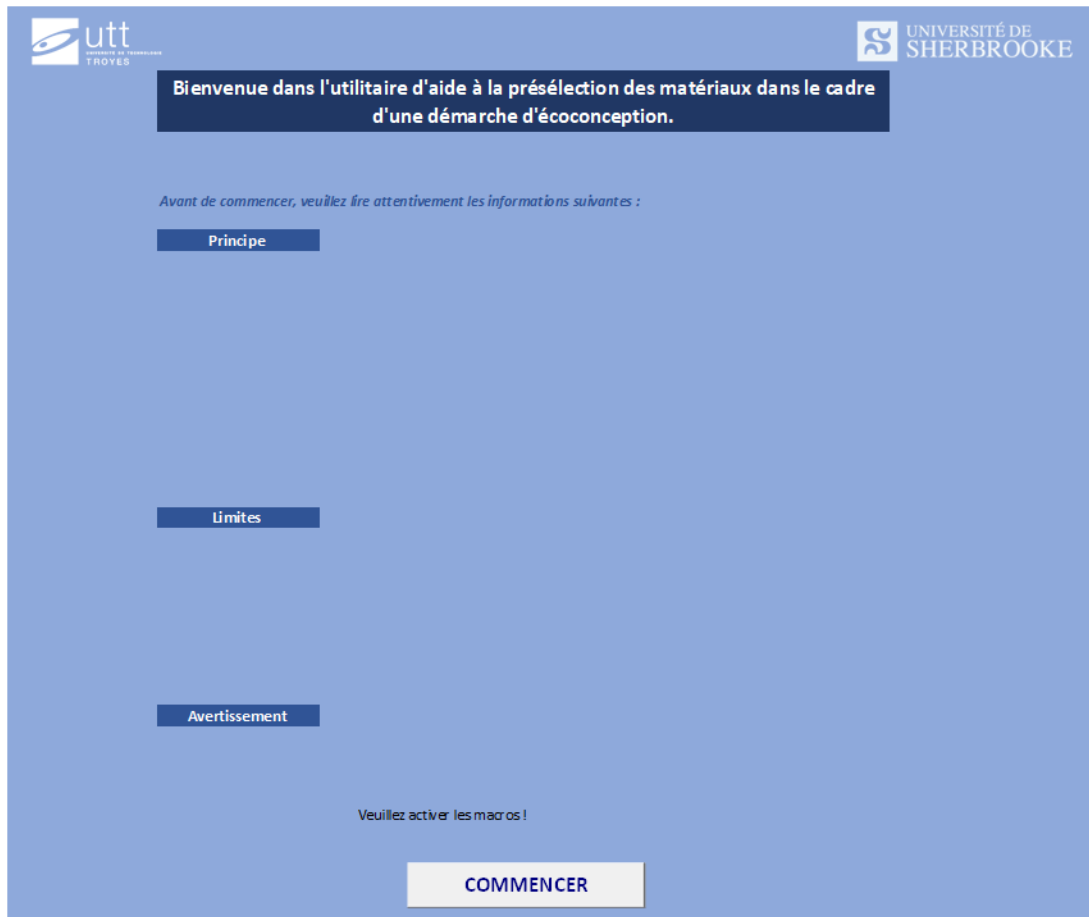 utt
UNIVERSITÉ DE TECHNOLOGIE
TROYES
UNIVERSITÉ DE
SHERBROOKE
Bienvenue dans l'utilitaire d'aide à la présélection des matériaux dans le cadre
d'une démarche d'écoconception.
Avant de commencer, veuillez lire attentivement les informations suivantes :
Principe
Limites
Avertissement
Veuillez activer les macros !
COMMENCER